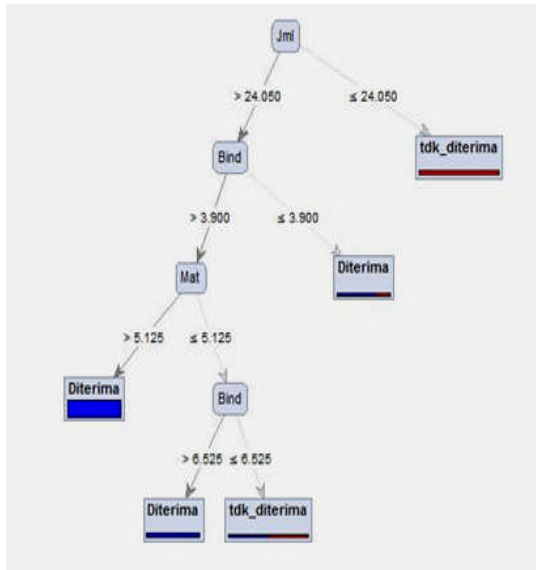 Jml
> 24.050
≤ 24.050
Bind
tdk_diterima
> 3.900
≤ 3.900
Mat
Diterima
> 5.125
≤ 5.125
Diterima
Bind
> 6.525
≤ 6.525
Diterima
tdk_diterima